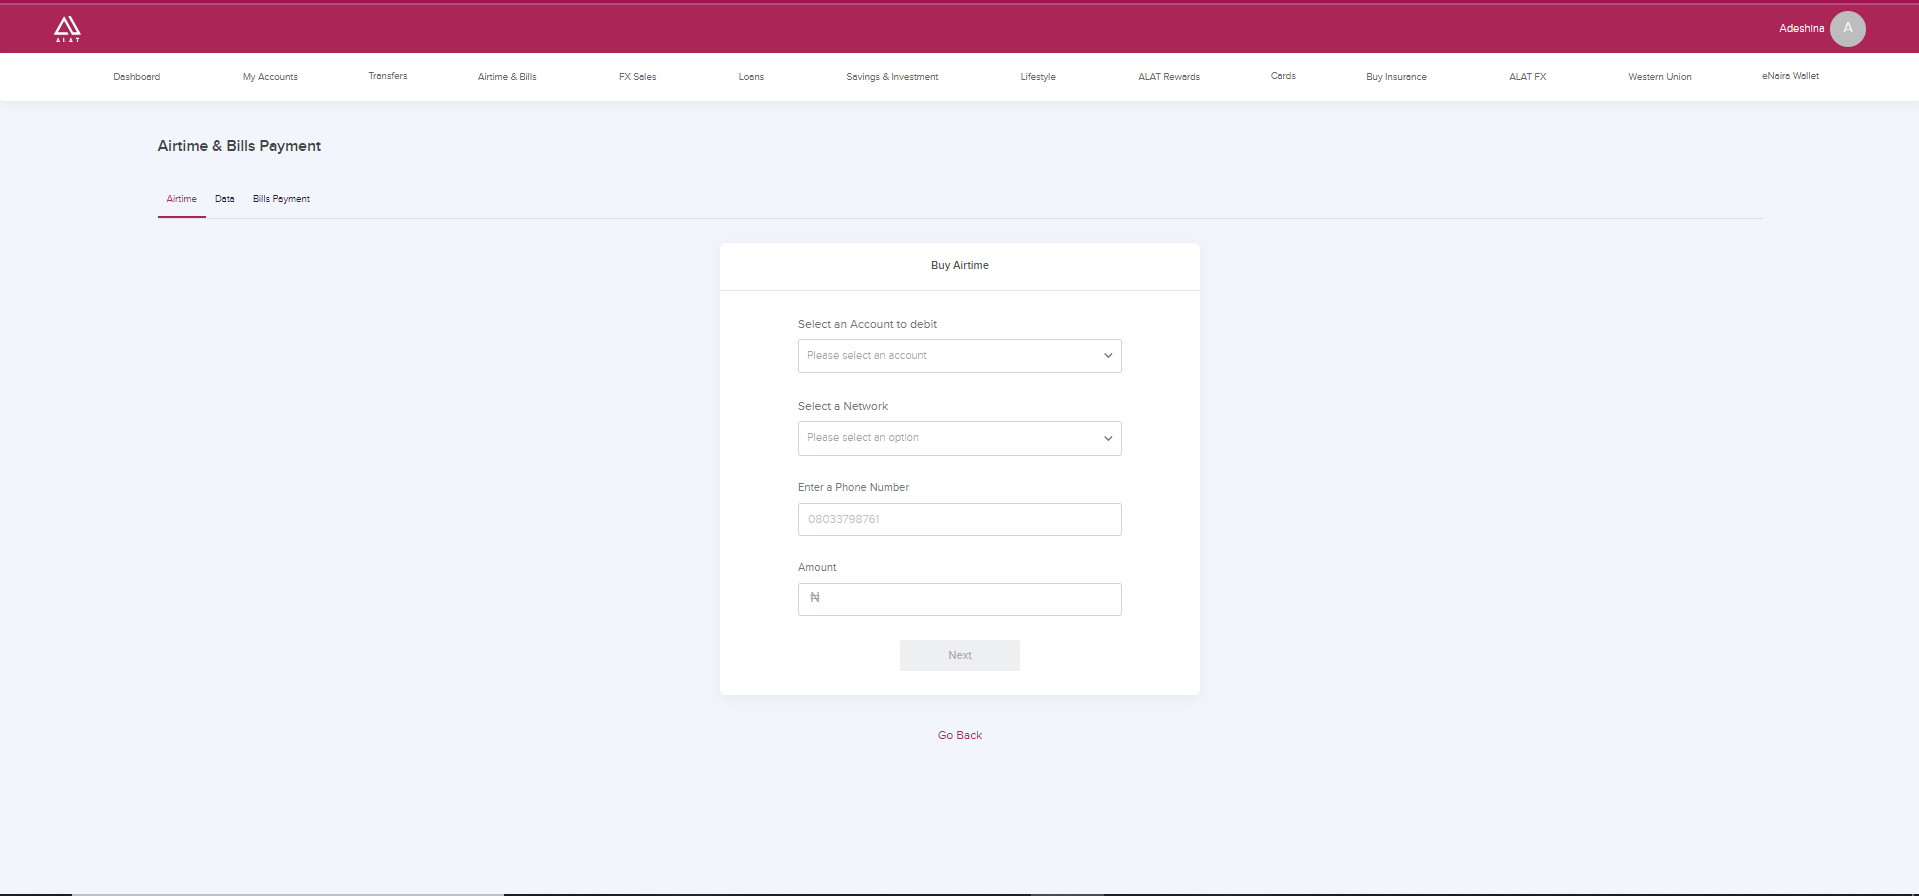 ALAT
Adeshina A
Dashboard My Accounts Transfers Airtime & Bills FX Sales Loans Savings & Investment Lifestyle ALAT Rewards Cards Buy Insurance ALAT FX Western Union eNaira Wallet
Airtime & Bills Payment
Airtime Data Bills Payment
Buy Airtime
Select an Account to debit
Please select an account
Select a Network
Please select an option
Enter a Phone Number
08033798761
Amount
₦
Next
Go Back